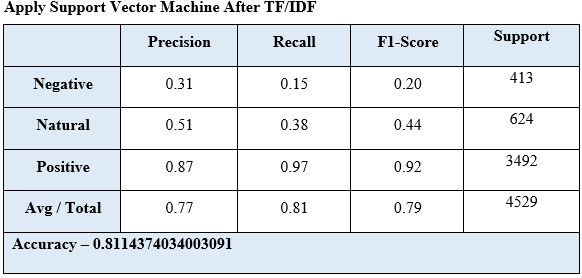 Apply Support Vector Machine After TF/IDF
Precision Recall F1-Score Support
Negative 0.31 0.15 0.20 413
Natural 0.51 0.38 0.44 624
Positive 0.87 0.97 0.92 3492
Avg / Total 0.77 0.81 0.79 4529
Accuracy – 0.8114374034003091